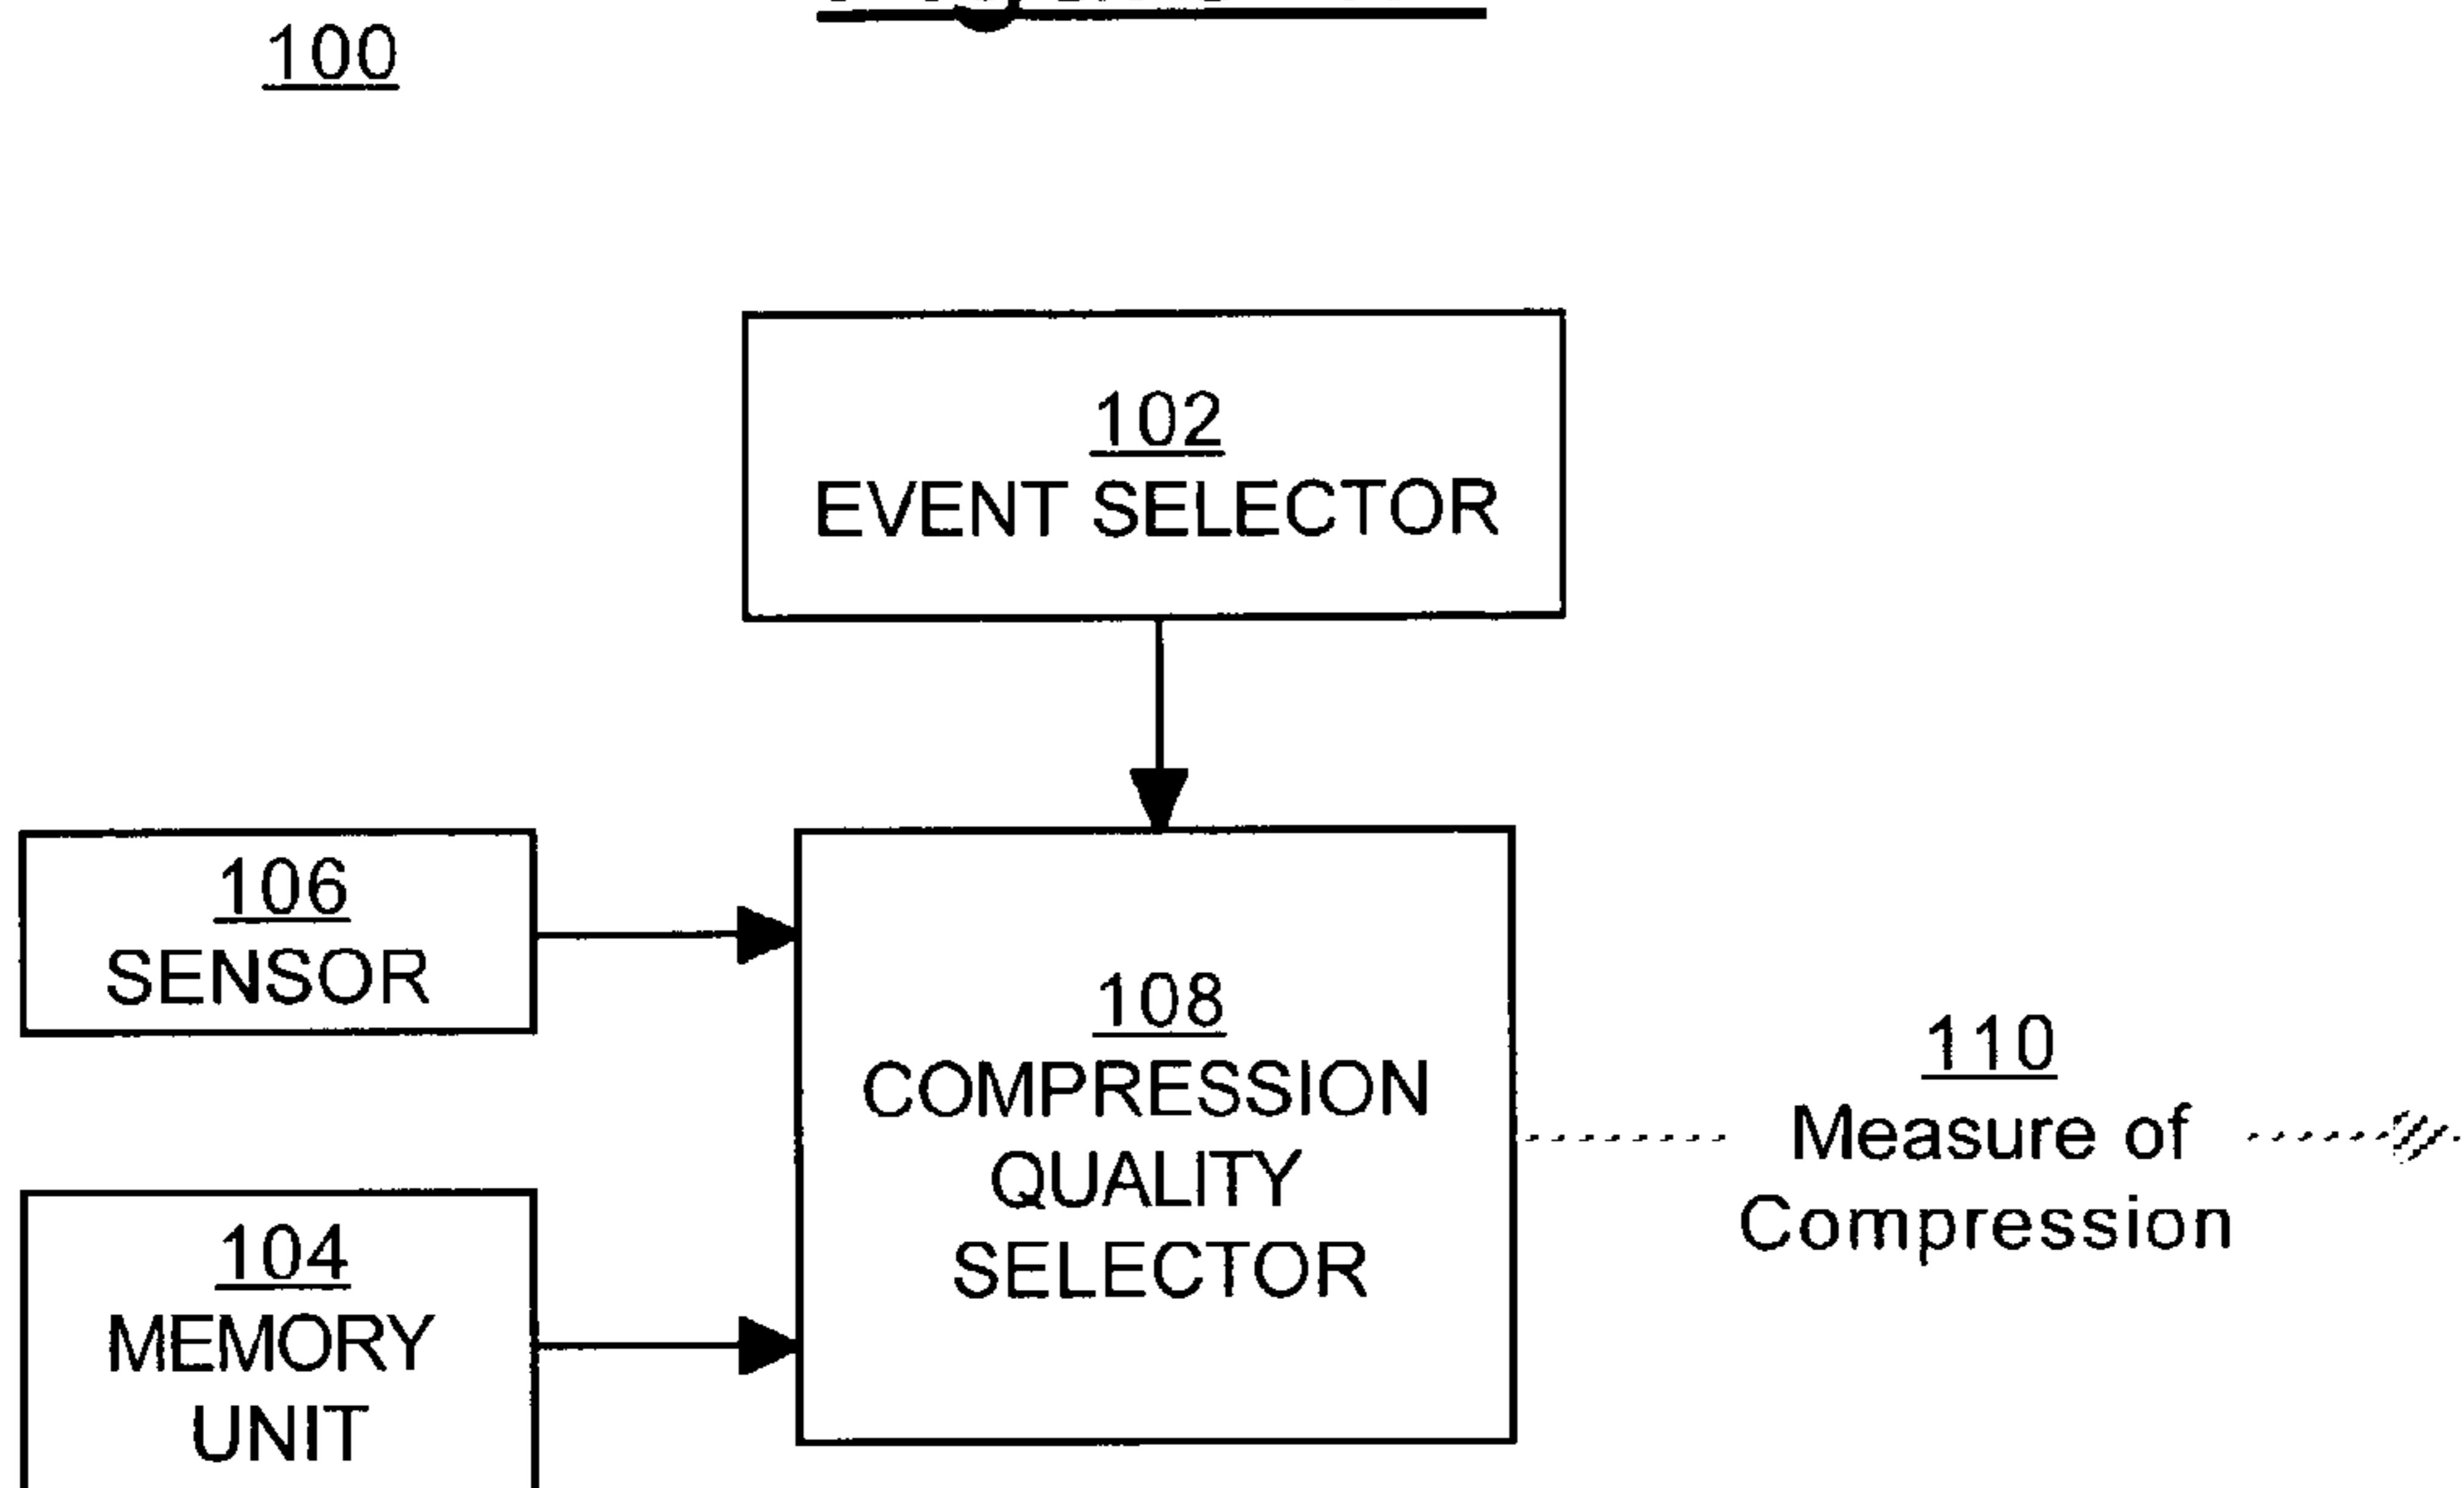 100
102
EVENT SELECTOR
106
SENSOR
108
COMPRESSION
QUALITY
SELECTOR
110
Measure of
Compression
104
MEMORY
UNIT